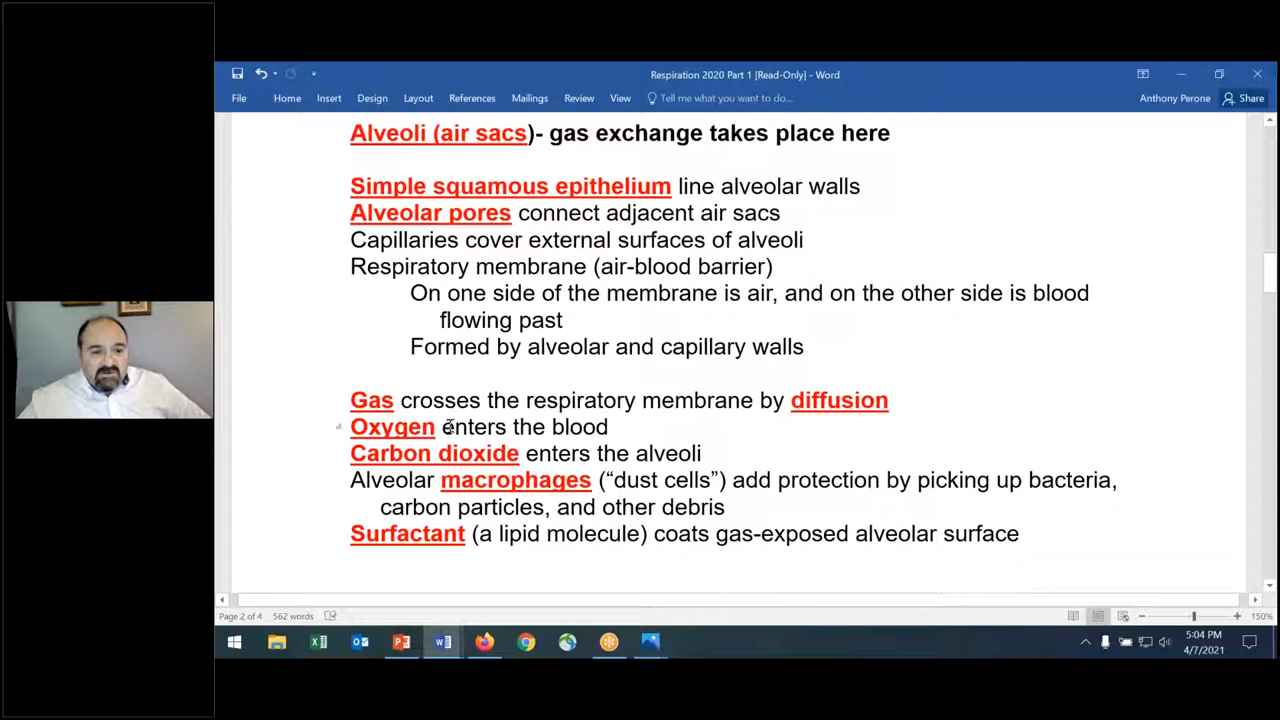 Respiration 2020 Part 1 [Read-Only] - Word
File Home Insert Design Layout References Mailings Review View Tell me what you want to do... Anthony Perone Share
Alveoli (air sacs)- gas exchange takes place here
Simple squamous epithelium line alveolar walls
Alveolar pores connect adjacent air sacs
Capillaries cover external surfaces of alveoli
Respiratory membrane (air-blood barrier)
On one side of the membrane is air, and on the other side is blood
flowing past
Formed by alveolar and capillary walls
Gas crosses the respiratory membrane by diffusion
Oxygen enters the blood
Carbon dioxide enters the alveoli
Alveolar macrophages (“dust cells”) add protection by picking up bacteria,
carbon particles, and other debris
Surfactant (a lipid molecule) coats gas-exposed alveolar surface
Page 2 of 4 562 words 150%
5:04 PM
4/7/2021